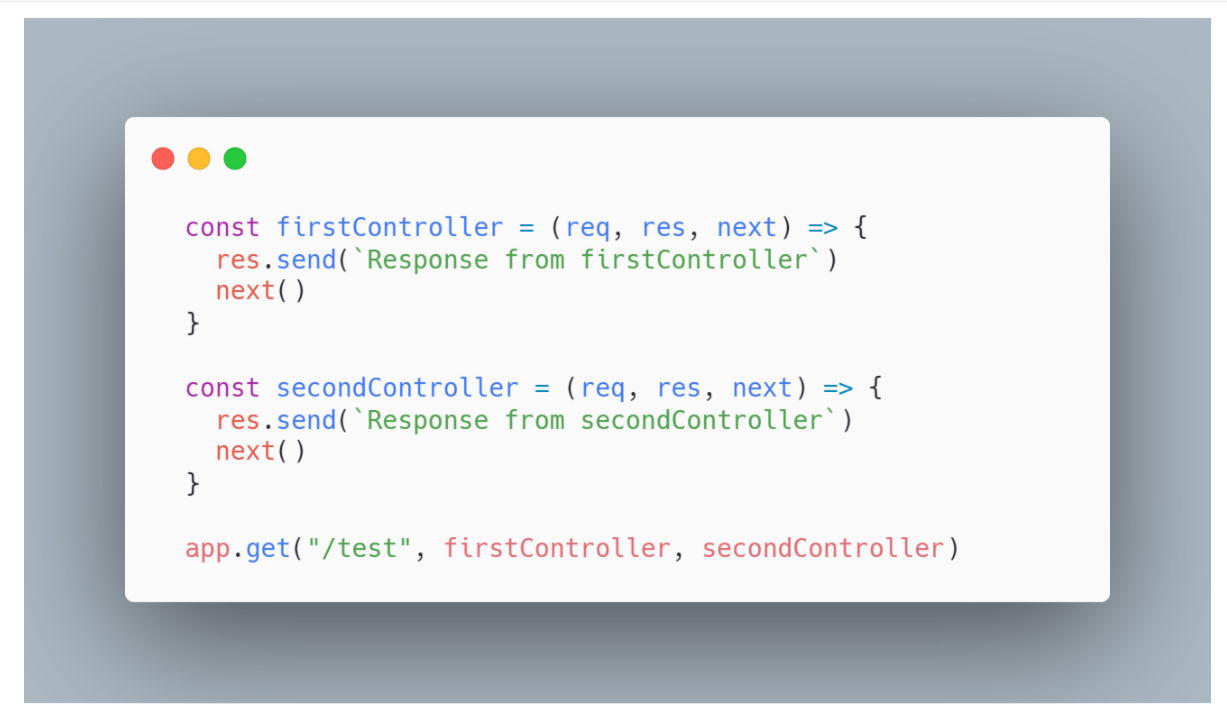 const firstController = (req, res, next) => {
  res.send(`Response from firstController`)
  next()
}
const secondController = (req, res, next) => {
  res.send(`Response from secondController`)
  next()
}
app.get("/test", firstController, secondController)